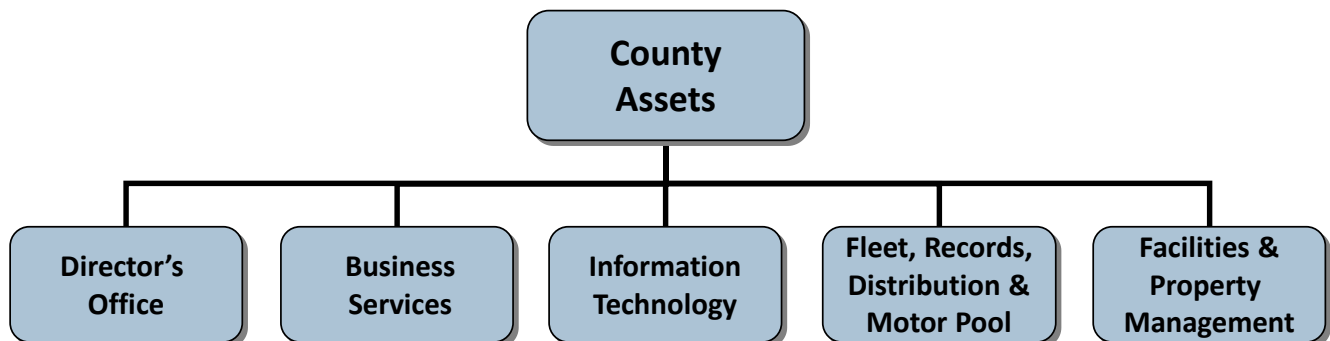 County
Assets
Director’s
Office
Business
Services
Information
Technology
Fleet, Records,
Distribution &
Motor Pool
Facilities &
Property
Management